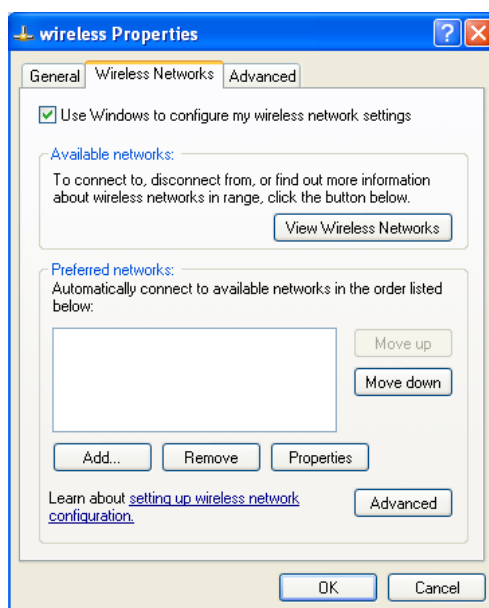 wireless Properties
General Wireless Networks Advanced
Use Windows to configure my wireless network settings
Available networks:
To connect to, disconnect from, or find out more information
about wireless networks in range, click the button below.
View Wireless Networks
Preferred networks:
Automatically connect to available networks in the order listed
below:
Move up
Move down
Add... Remove Properties
Learn about setting up wireless network
configuration.
Advanced
OK Cancel